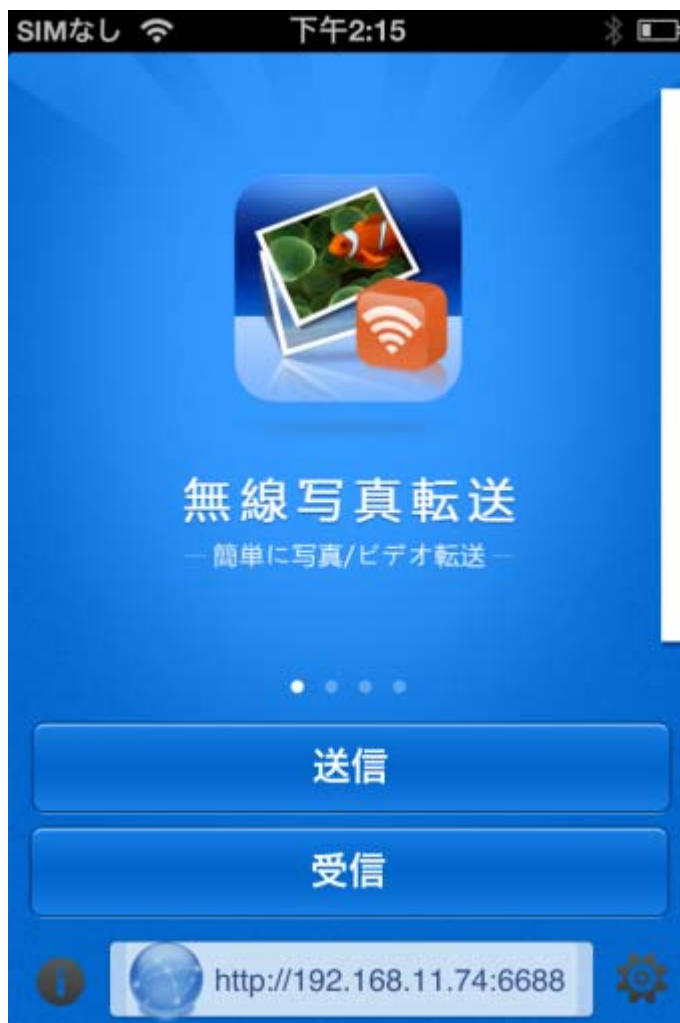 SIMなし 下午2:15
無線写真転送
簡単に写真/ビデオ転送
送信
受信
http://192.168.11.74:6688